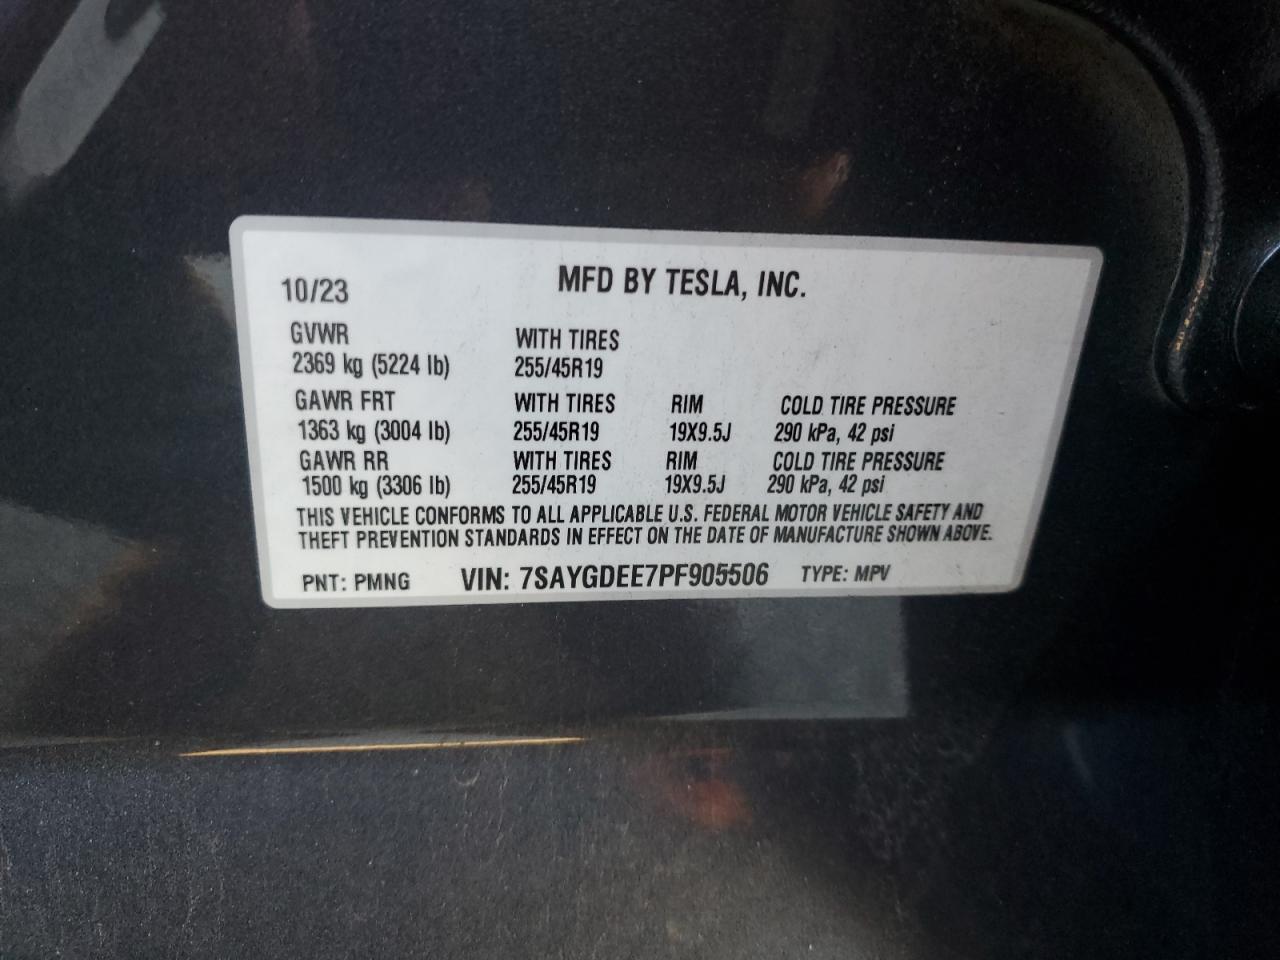 10/23 MFD BY TESLA, INC.
GVWR WITH TIRES
2369 kg (5224 lb) 255/45R19
GAWR FRT WITH TIRES RIM COLD TIRE PRESSURE
1363 kg (3004 lb) 255/45R19 19X9.5J 290 kPa, 42 psi
GAWR RR WITH TIRES RIM COLD TIRE PRESSURE
1500 kg (3306 lb) 255/45R19 19X9.5J 290 kPa, 42 psi
THIS VEHICLE CONFORMS TO ALL APPLICABLE U.S. FEDERAL MOTOR VEHICLE SAFETY AND
THEFT PREVENTION STANDARDS IN EFFECT ON THE DATE OF MANUFACTURE SHOWN ABOVE.
PNT: PMNG VIN: 7SAYGDEE7PF905506 TYPE: MPV